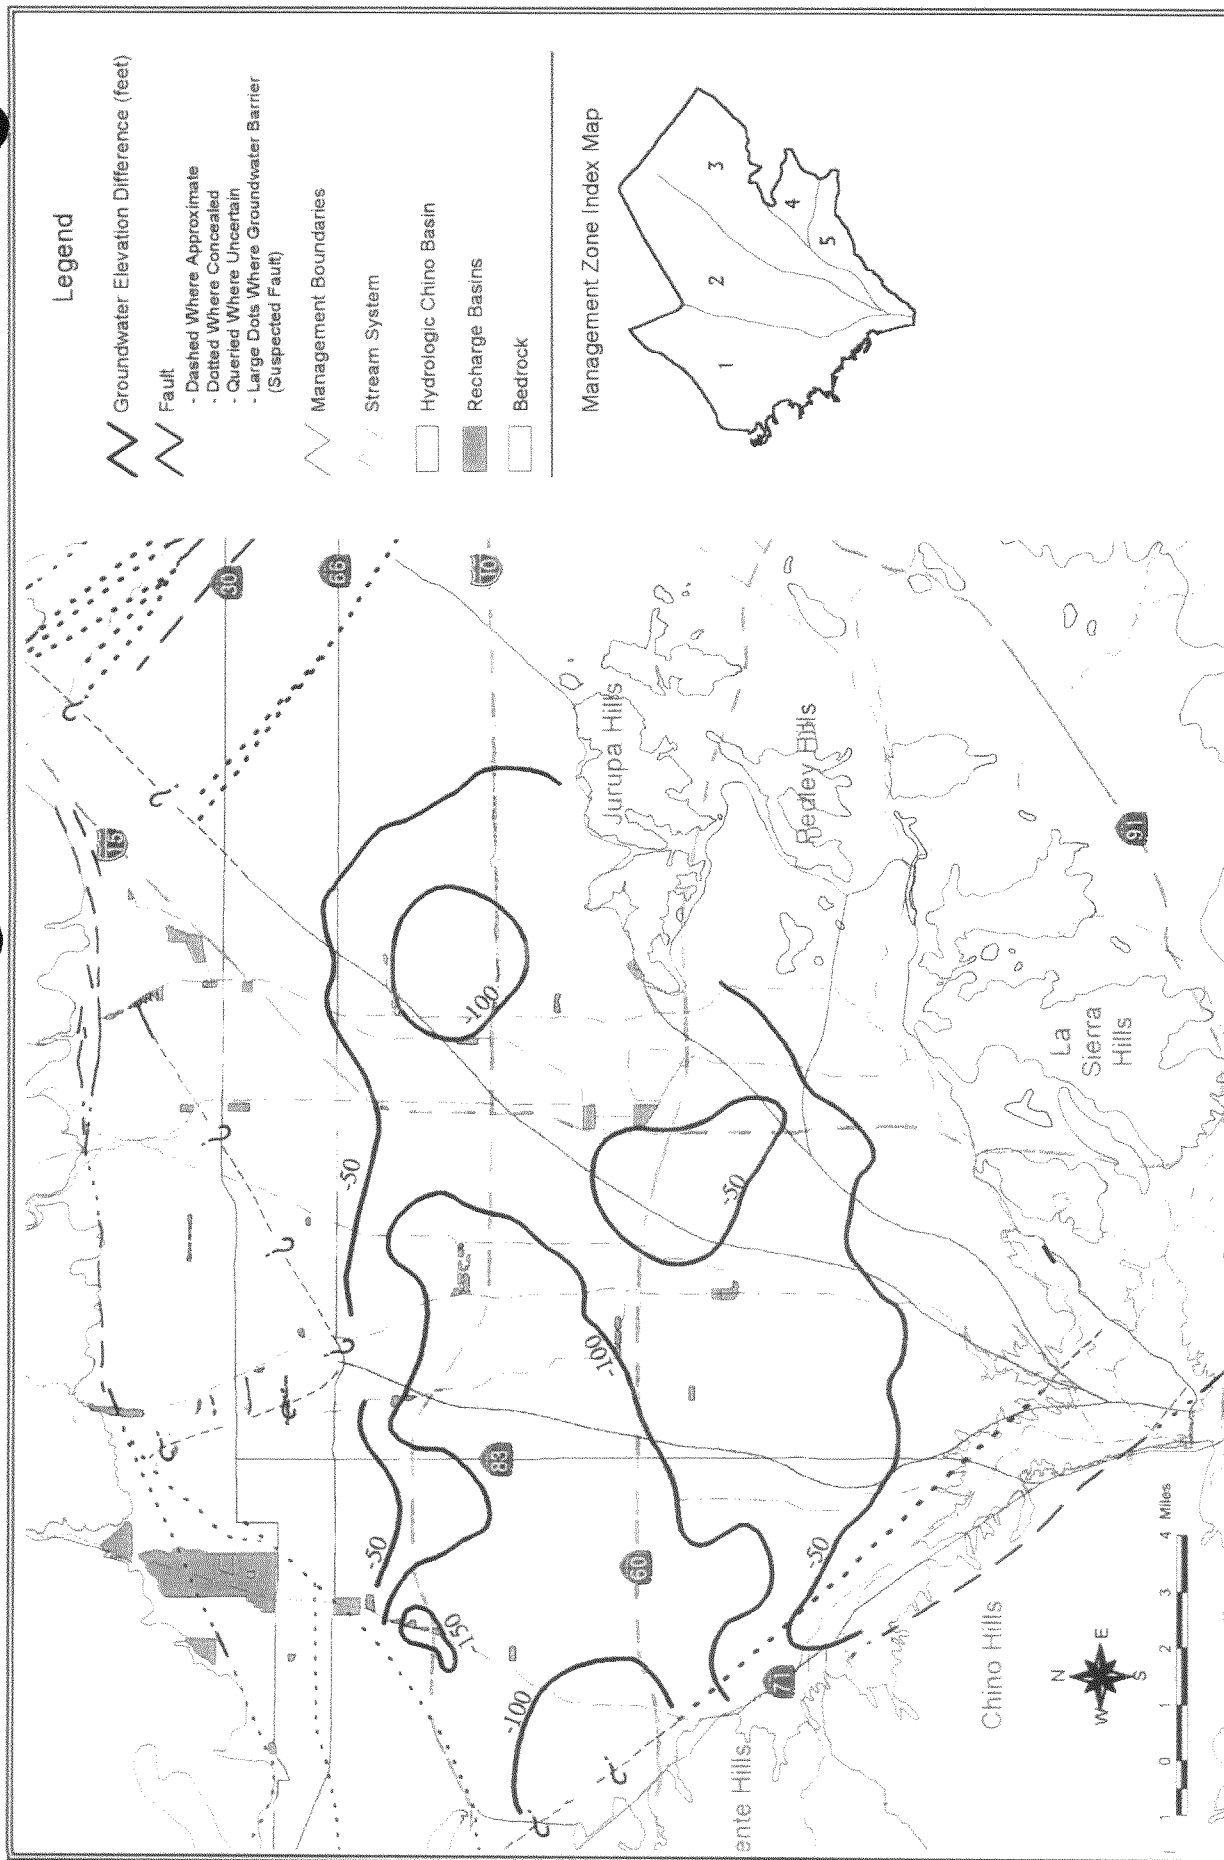 Legend
Groundwater Elevation Difference (feet)
Fault
- Dashed Where Approximate
- Dotted Where Concealed
- Queried Where Uncertain
- Large Dots Where Groundwater Barrier
(Suspected Fault)
Management Boundaries
Stream System
Hydrologic Chino Basin
Recharge Basins
Bedrock
Management Zone Index Map
1
2
3
4
5
15
30
66
10
?
?
?
?
?
?
?
?
?
?
-50
-100
-50
-150
-100
-100
-50
-50
83
60
71
91
Jurupa Hills
Pedley Hills
La
Sierra
Hills
Chino Hills
ente Hills
N
W
E
S
1 0 1 2 3 4 Miles